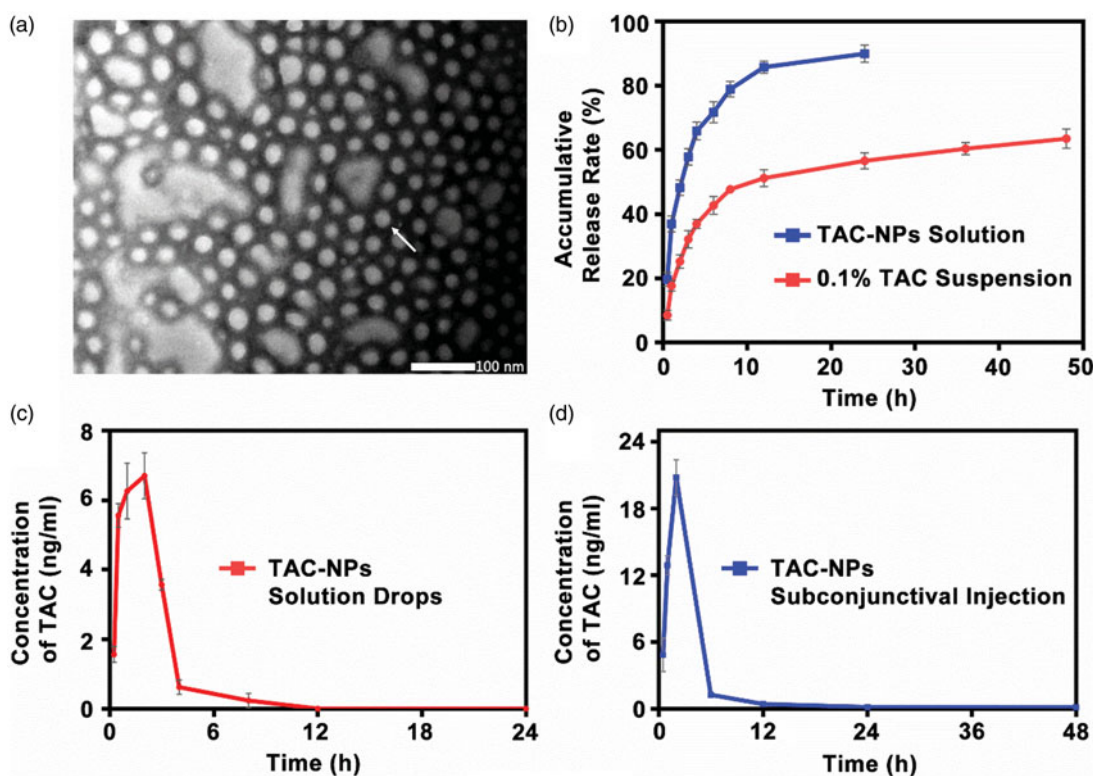 (a)
100 nm
(b)
Accumulative
Release Rate (%)
100
80
60
40
20
0
TAC-NPs Solution
0.1% TAC Suspension
0 10 20 30 40 50
Time (h)
(c)
Concentration
of TAC (ng/ml)
8
6
4
2
0
TAC-NPs
Solution Drops
0 6 12 18 24
Time (h)
(d)
Concentration
of TAC (ng/ml)
24
18
12
6
0
TAC-NPs
Subconjunctival Injection
0 12 24 36 48
Time (h)